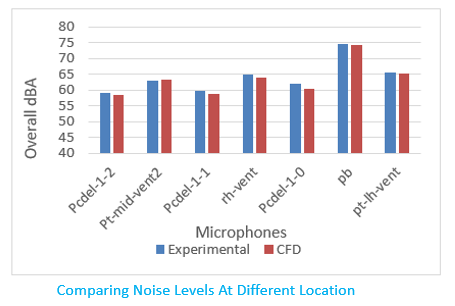 80
75
70
65
60
55
50
45
40
Overall dBA
Pcdel-1-2
Pt-mid-vent2
Pcdel-1-1
rh-vent
Pcdel-1-0
pb
pt-lh-vent
Microphones
Experimental CFD
Comparing Noise Levels At Different Location